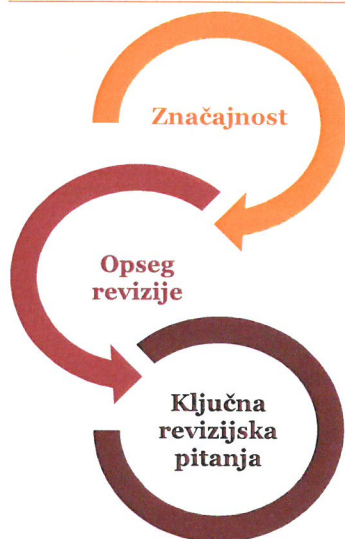 Značajnost
Opseg
revizije
Ključna
revizijska
pitanja